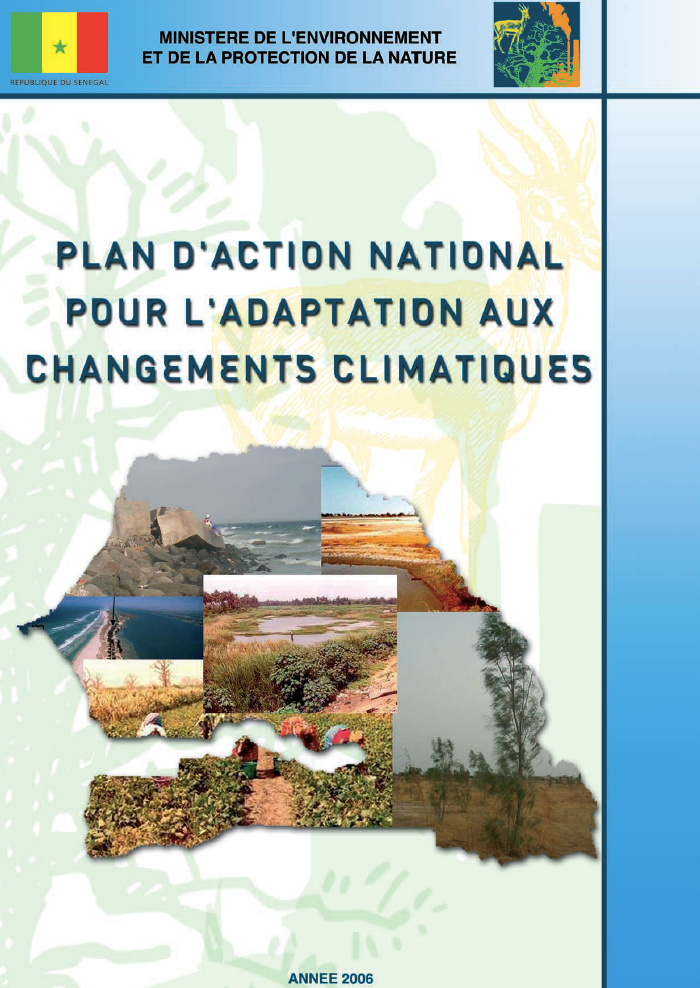 MINISTERE DE L'ENVIRONNEMENT
ET DE LA PROTECTION DE LA NATURE
REPUBLIQUE DU SENEGAL
PLAN D'ACTION NATIONAL
POUR L'ADAPTATION AUX
CHANGEMENTS CLIMATIQUES
ANNEE 2006